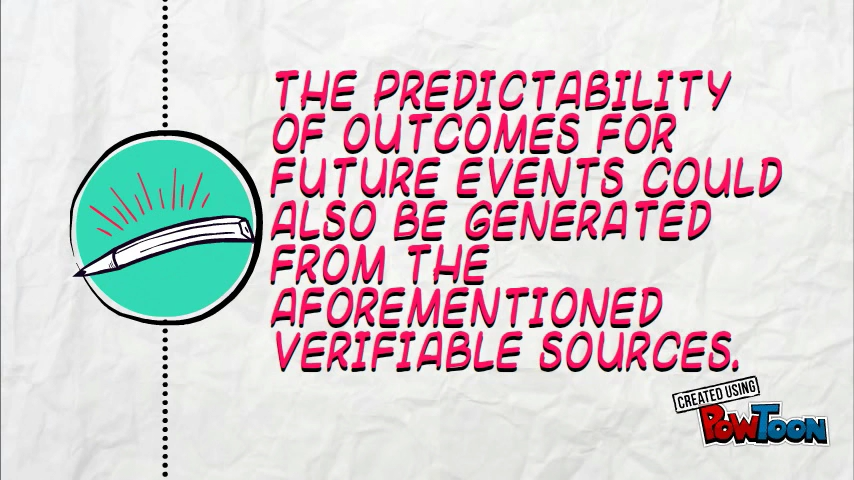 THE PREDICTABILITY
OF OUTCOMES FOR
FUTURE EVENTS COULD
ALSO BE GENERATED
FROM THE
AFOREMENTIONED
VERIFIABLE SOURCES.
CREATED USING
POWTOON